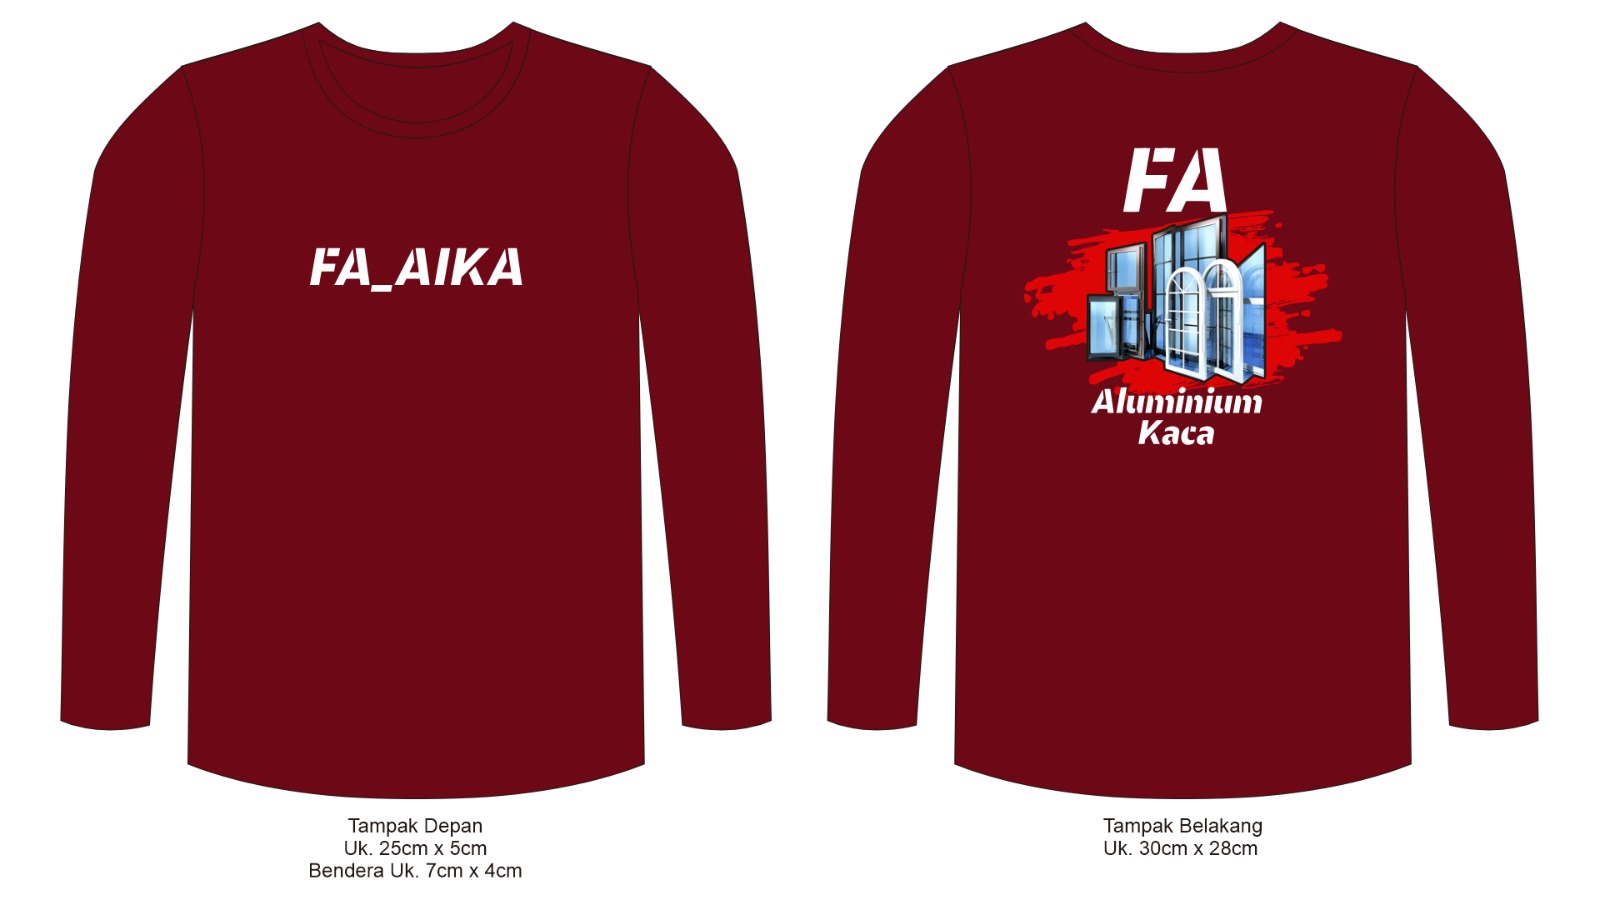 FA_AIKA
Tampak Depan
Uk. 25cm x 5cm
Bendera Uk. 7cm x 4cm
FA
Aluminium
Kaca
Tampak Belakang
Uk. 30cm x 28cm